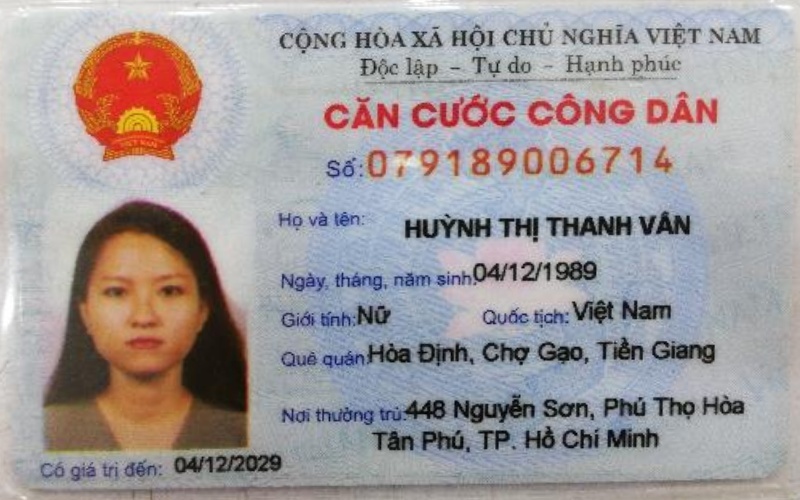 CỘNG HÒA XÃ HỘI CHỦ NGHĨA VIỆT NAM
Độc lập - Tự do - Hạnh phúc
CĂN CƯỚC CÔNG DÂN
Số: 079189006714
Họ và tên: HUỲNH THỊ THANH VÂN
Ngày, tháng, năm sinh: 04/12/1989
Giới tính: Nữ Quốc tịch: Việt Nam
Quê quán: Hòa Định, Chợ Gạo, Tiền Giang
Nơi thường trú: 448 Nguyễn Sơn, Phú Thọ Hòa
Tân Phú, TP. Hồ Chí Minh
Có giá trị đến: 04/12/2029